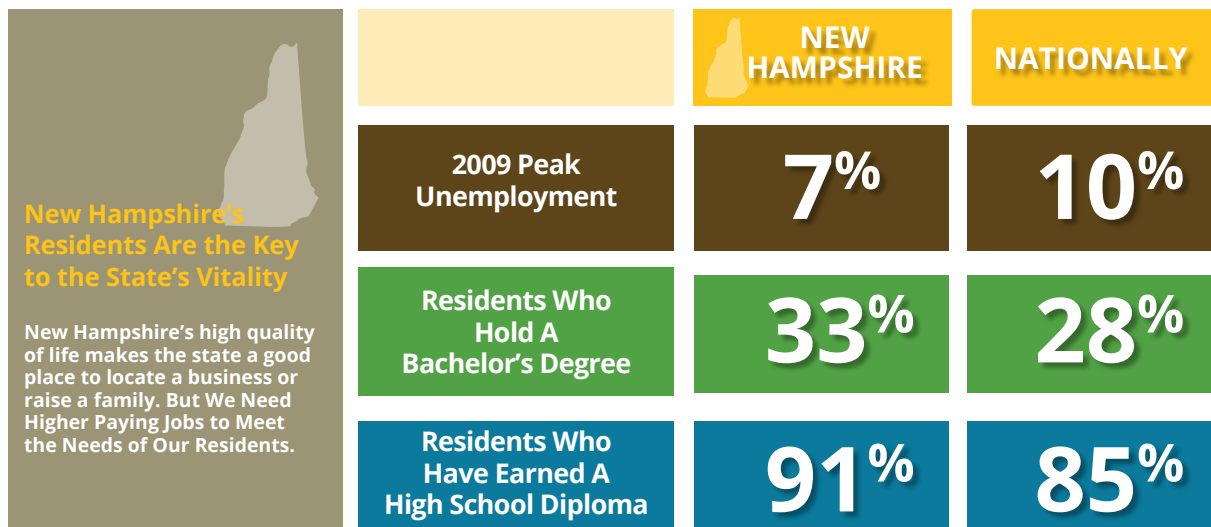 New Hampshire’s
Residents Are the Key
to the State’s Vitality
New Hampshire’s high quality
of life makes the state a good
place to locate a business or
raise a family. But We Need
Higher Paying Jobs to Meet
the Needs of Our Residents.
NEW
HAMPSHIRE
NATIONALLY
2009 Peak
Unemployment
7%
10%
Residents Who
Hold A
Bachelor’s Degree
33%
28%
Residents Who
Have Earned A
High School Diploma
91%
85%